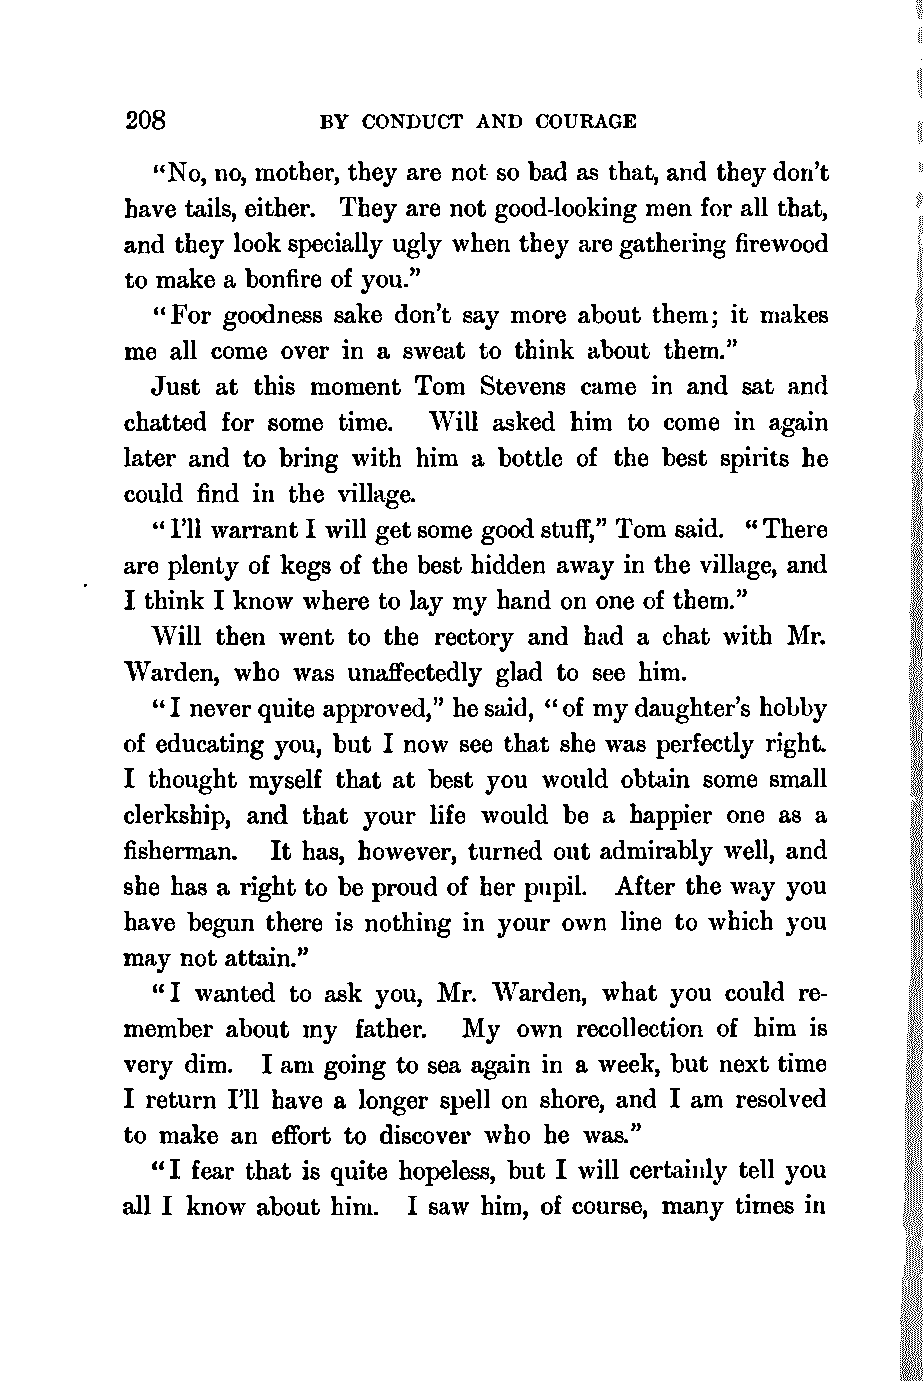 208 BY CONDUCT AND COURAGE
"No, no, mother, they are not so bad as that, and they don't
have tails, either. They are not good-looking men for all that,
and they look specially ugly when they are gathering firewood
to make a bonfire of you."
"For goodness sake don't say more about them; it makes
me all come over in a sweat to think about them."
Just at this moment Tom Stevens came in and sat and
chatted for some time. Will asked him to come in again
later and to bring with him a bottle of the best spirits he
could find in the village.
"I'll warrant I will get some good stuff," Tom said. "There
are plenty of kegs of the best hidden away in the village, and
I think I know where to lay my hand on one of them."
Will then went to the rectory and had a chat with Mr.
Warden, who was unaffectedly glad to see him.
"I never quite approved," he said, "of my daughter's hobby
of educating you, but I now see that she was perfectly right.
I thought myself that at best you would obtain some small
clerkship, and that your life would be a happier one as a
fisherman. It has, however, turned out admirably well, and
she has a right to be proud of her pupil. After the way you
have begun there is nothing in your own line to which you
may not attain."
"I wanted to ask you, Mr. Warden, what you could re-
member about my father. My own recollection of him is
very dim. I am going to sea again in a week, but next time
I return I'll have a longer spell on shore, and I am resolved
to make an effort to discover who he was."
"I fear that is quite hopeless, but I will certainly tell you
all I know about him. I saw him, of course, many times in